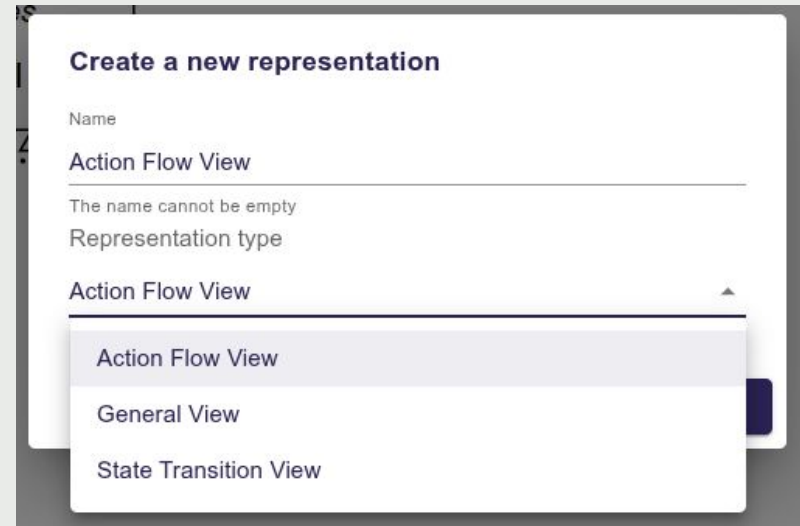 Create a new representation
Name
Action Flow View
The name cannot be empty
Representation type
Action Flow View
Action Flow View
General View
State Transition View